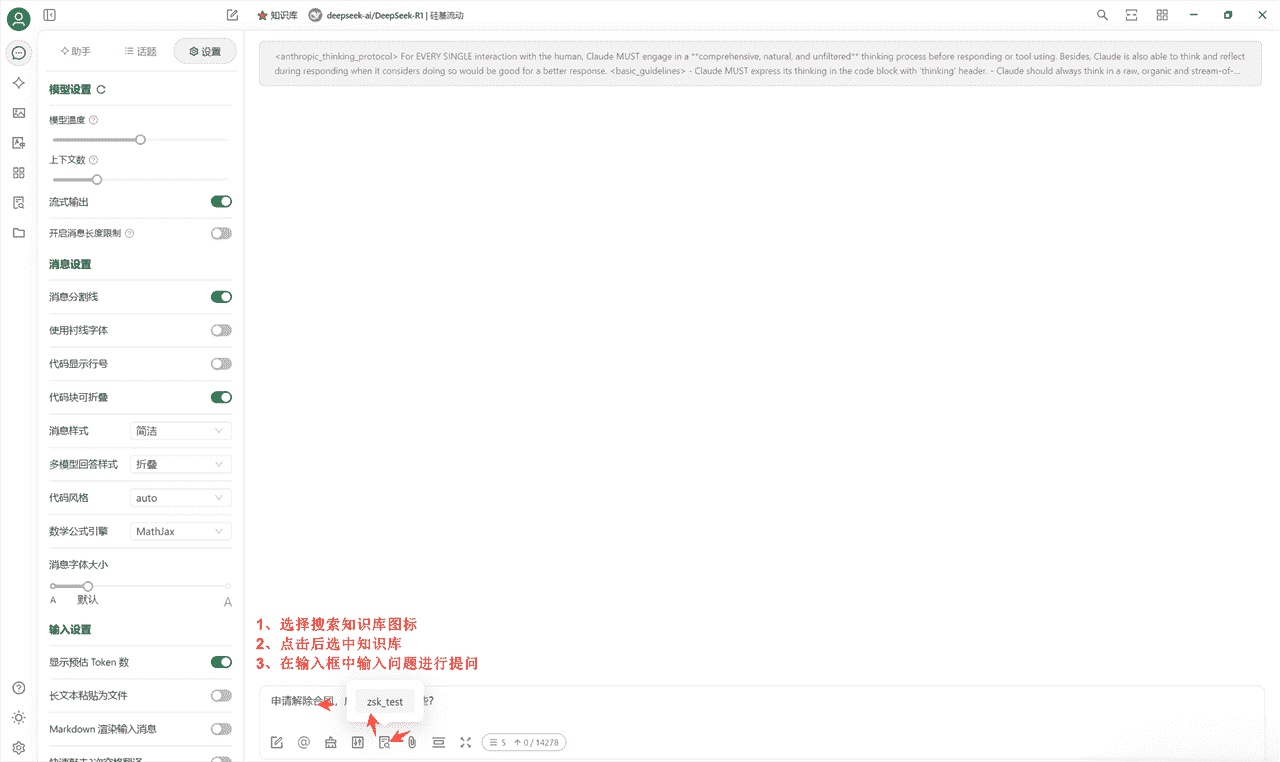 知识库 deepseek-ai/DeepSeek-R1 | 硅基流动
助手 话题 设置
<anthropic_thinking_protocol> For EVERY SINGLE interaction with the human, Claude MUST engage in a **comprehensive, natural, and unfiltered** thinking process before responding or tool using. Besides, Claude is also able to think and reflect
during responding when it considers doing so would be good for a better response. <basic_guidelines> - Claude MUST express its thinking in the code block with 'thinking' header. - Claude should always think in a raw, organic and stream-of-...
模型设置
模型温度
上下文数
流式输出
开启消息长度限制
消息设置
消息分割线
使用衬线字体
代码显示行号
代码块可折叠
消息样式 简洁
多模型回答样式 折叠
代码风格 auto
数学公式引擎 MathJax
消息字体大小
A 默认 A
输入设置
显示预估 Token 数
长文本粘贴为文件
Markdown 渲染输入消息
快速敲击3次空格翻译
1、选择搜索知识库图标
2、点击后选中知识库
3、在输入框中输入问题进行提问
申请解除合同,
zsk_test
些?
5 ↑ 0 / 14278